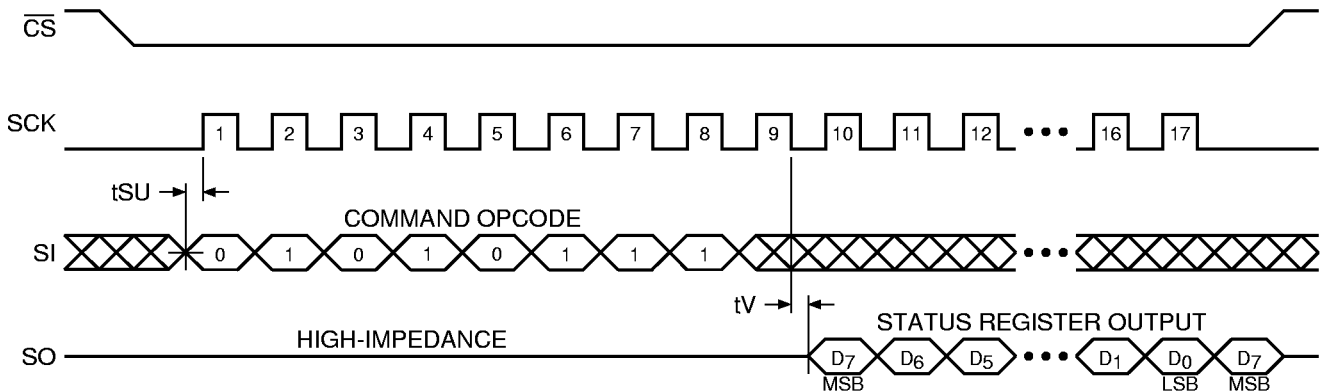 CS
SCK
1 2 3 4 5 6 7 8 9 10 11 12 ••• 16 17
tSU
COMMAND OPCODE
SI
0 1 0 1 0 1 1 1 •••
tV
HIGH-IMPEDANCE
STATUS REGISTER OUTPUT
SO
D7 D6 D5 ••• D1 D0 D7
MSB LSB MSB